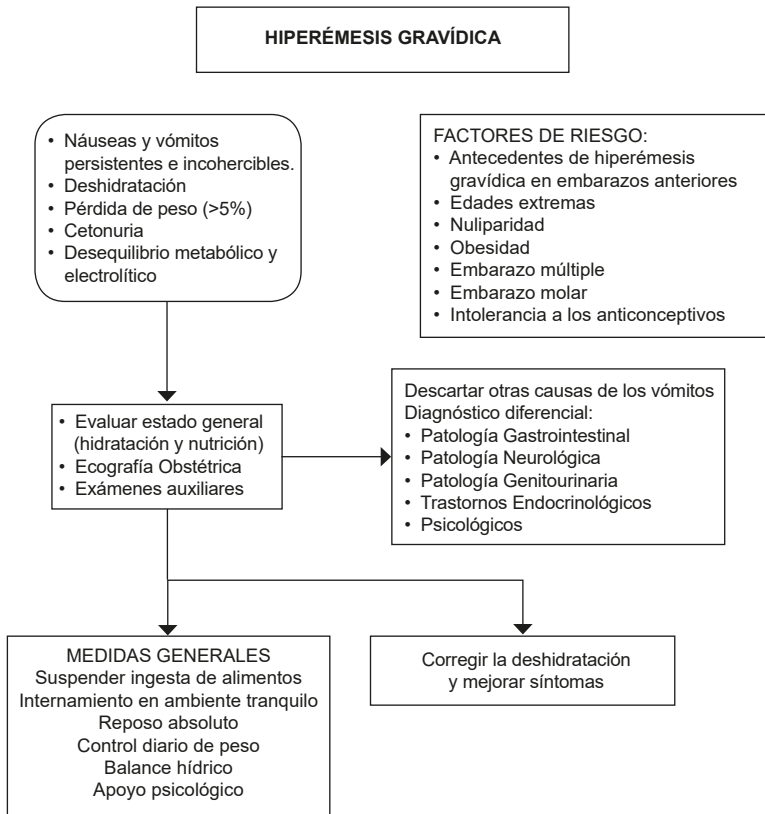 HIPERÉMESIS GRAVÍDICA
• Náuseas y vómitos
persistentes e incohercibles.
• Deshidratación
• Pérdida de peso (>5%)
• Cetonuria
• Desequilibrio metabólico y
electrolítico
FACTORES DE RIESGO:
• Antecedentes de hiperémesis
gravídica en embarazos anteriores
• Edades extremas
• Nuliparidad
• Obesidad
• Embarazo múltiple
• Embarazo molar
• Intolerancia a los anticonceptivos
• Evaluar estado general
(hidratación y nutrición)
• Ecografía Obstétrica
• Exámenes auxiliares
Descartar otras causas de los vómitos
Diagnóstico diferencial:
• Patología Gastrointestinal
• Patología Neurológica
• Patología Genitourinaria
• Trastornos Endocrinológicos
• Psicológicos
MEDIDAS GENERALES
Suspender ingesta de alimentos
Internamiento en ambiente tranquilo
Reposo absoluto
Control diario de peso
Balance hídrico
Apoyo psicológico
Corregir la deshidratación
y mejorar síntomas